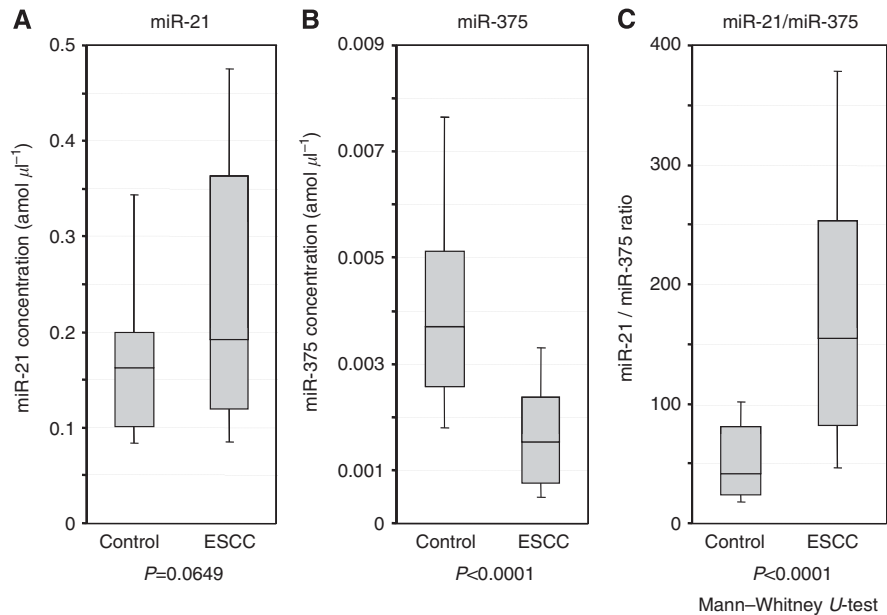 A
miR-21
miR-21 concentration (amol μl⁻¹)
0.5
0.4
0.3
0.2
0.1
0
Control ESCC
P=0.0649
B
miR-375
miR-375 concentration (amol μl⁻¹)
0.009
0.007
0.005
0.003
0.001
0
Control ESCC
P<0.0001
C
miR-21/miR-375
miR-21 / miR-375 ratio
400
300
200
100
0
Control ESCC
P<0.0001
Mann–Whitney U-test